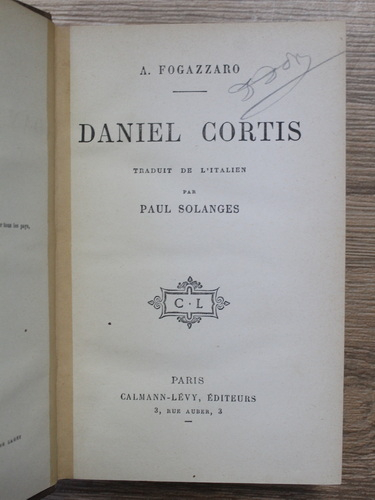 A. FOGAZZARO
DANIEL CORTIS
TRADUIT DE L'ITALIEN
PAR
PAUL SOLANGES
C · L
PARIS
CALMANN-LÉVY, ÉDITEURS
3, RUE AUBER, 3